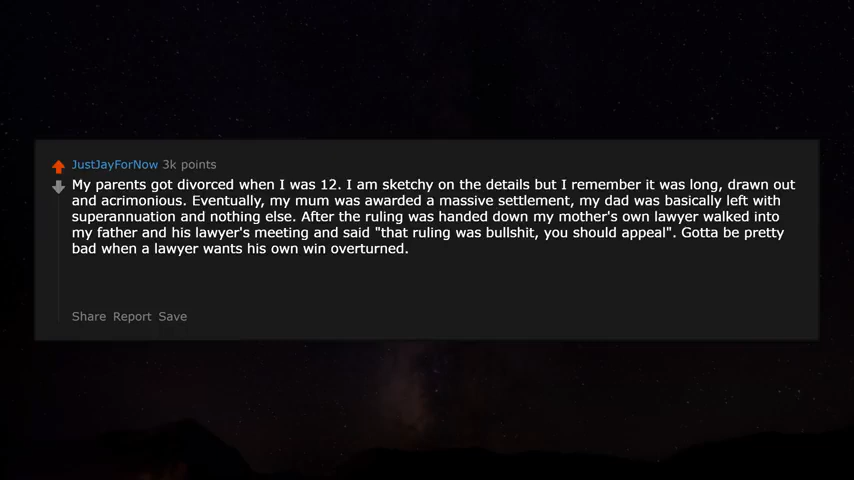 JustJayForNow 3k points
My parents got divorced when I was 12. I am sketchy on the details but I remember it was long, drawn out
and acrimonious. Eventually, my mum was awarded a massive settlement, my dad was basically left with
superannuation and nothing else. After the ruling was handed down my mother's own lawyer walked into
my father and his lawyer's meeting and said "that ruling was bullshit, you should appeal". Gotta be pretty
bad when a lawyer wants his own win overturned.
Share Report Save